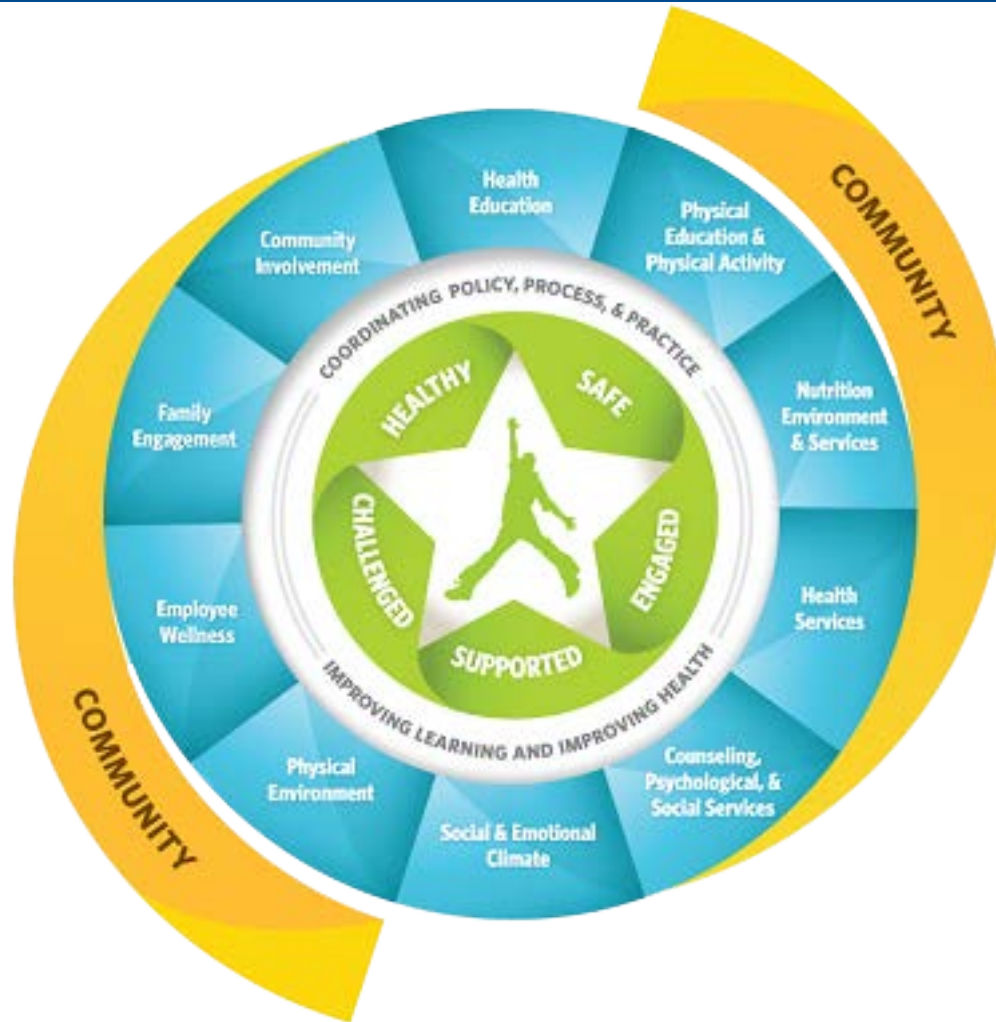 COMMUNITY
Health
Education
Physical
Education &
Physical Activity
Nutrition
Environment
& Services
Health
Services
Counseling,
Psychological, &
Social Services
Social & Emotional
Climate
Physical
Environment
Employee
Wellness
Family
Engagement
Community
Involvement
COORDINATING POLICY, PROCESS, & PRACTICE
IMPROVING LEARNING AND IMPROVING HEALTH
HEALTHY
SAFE
ENGAGED
SUPPORTED
CHALLENGED
COMMUNITY